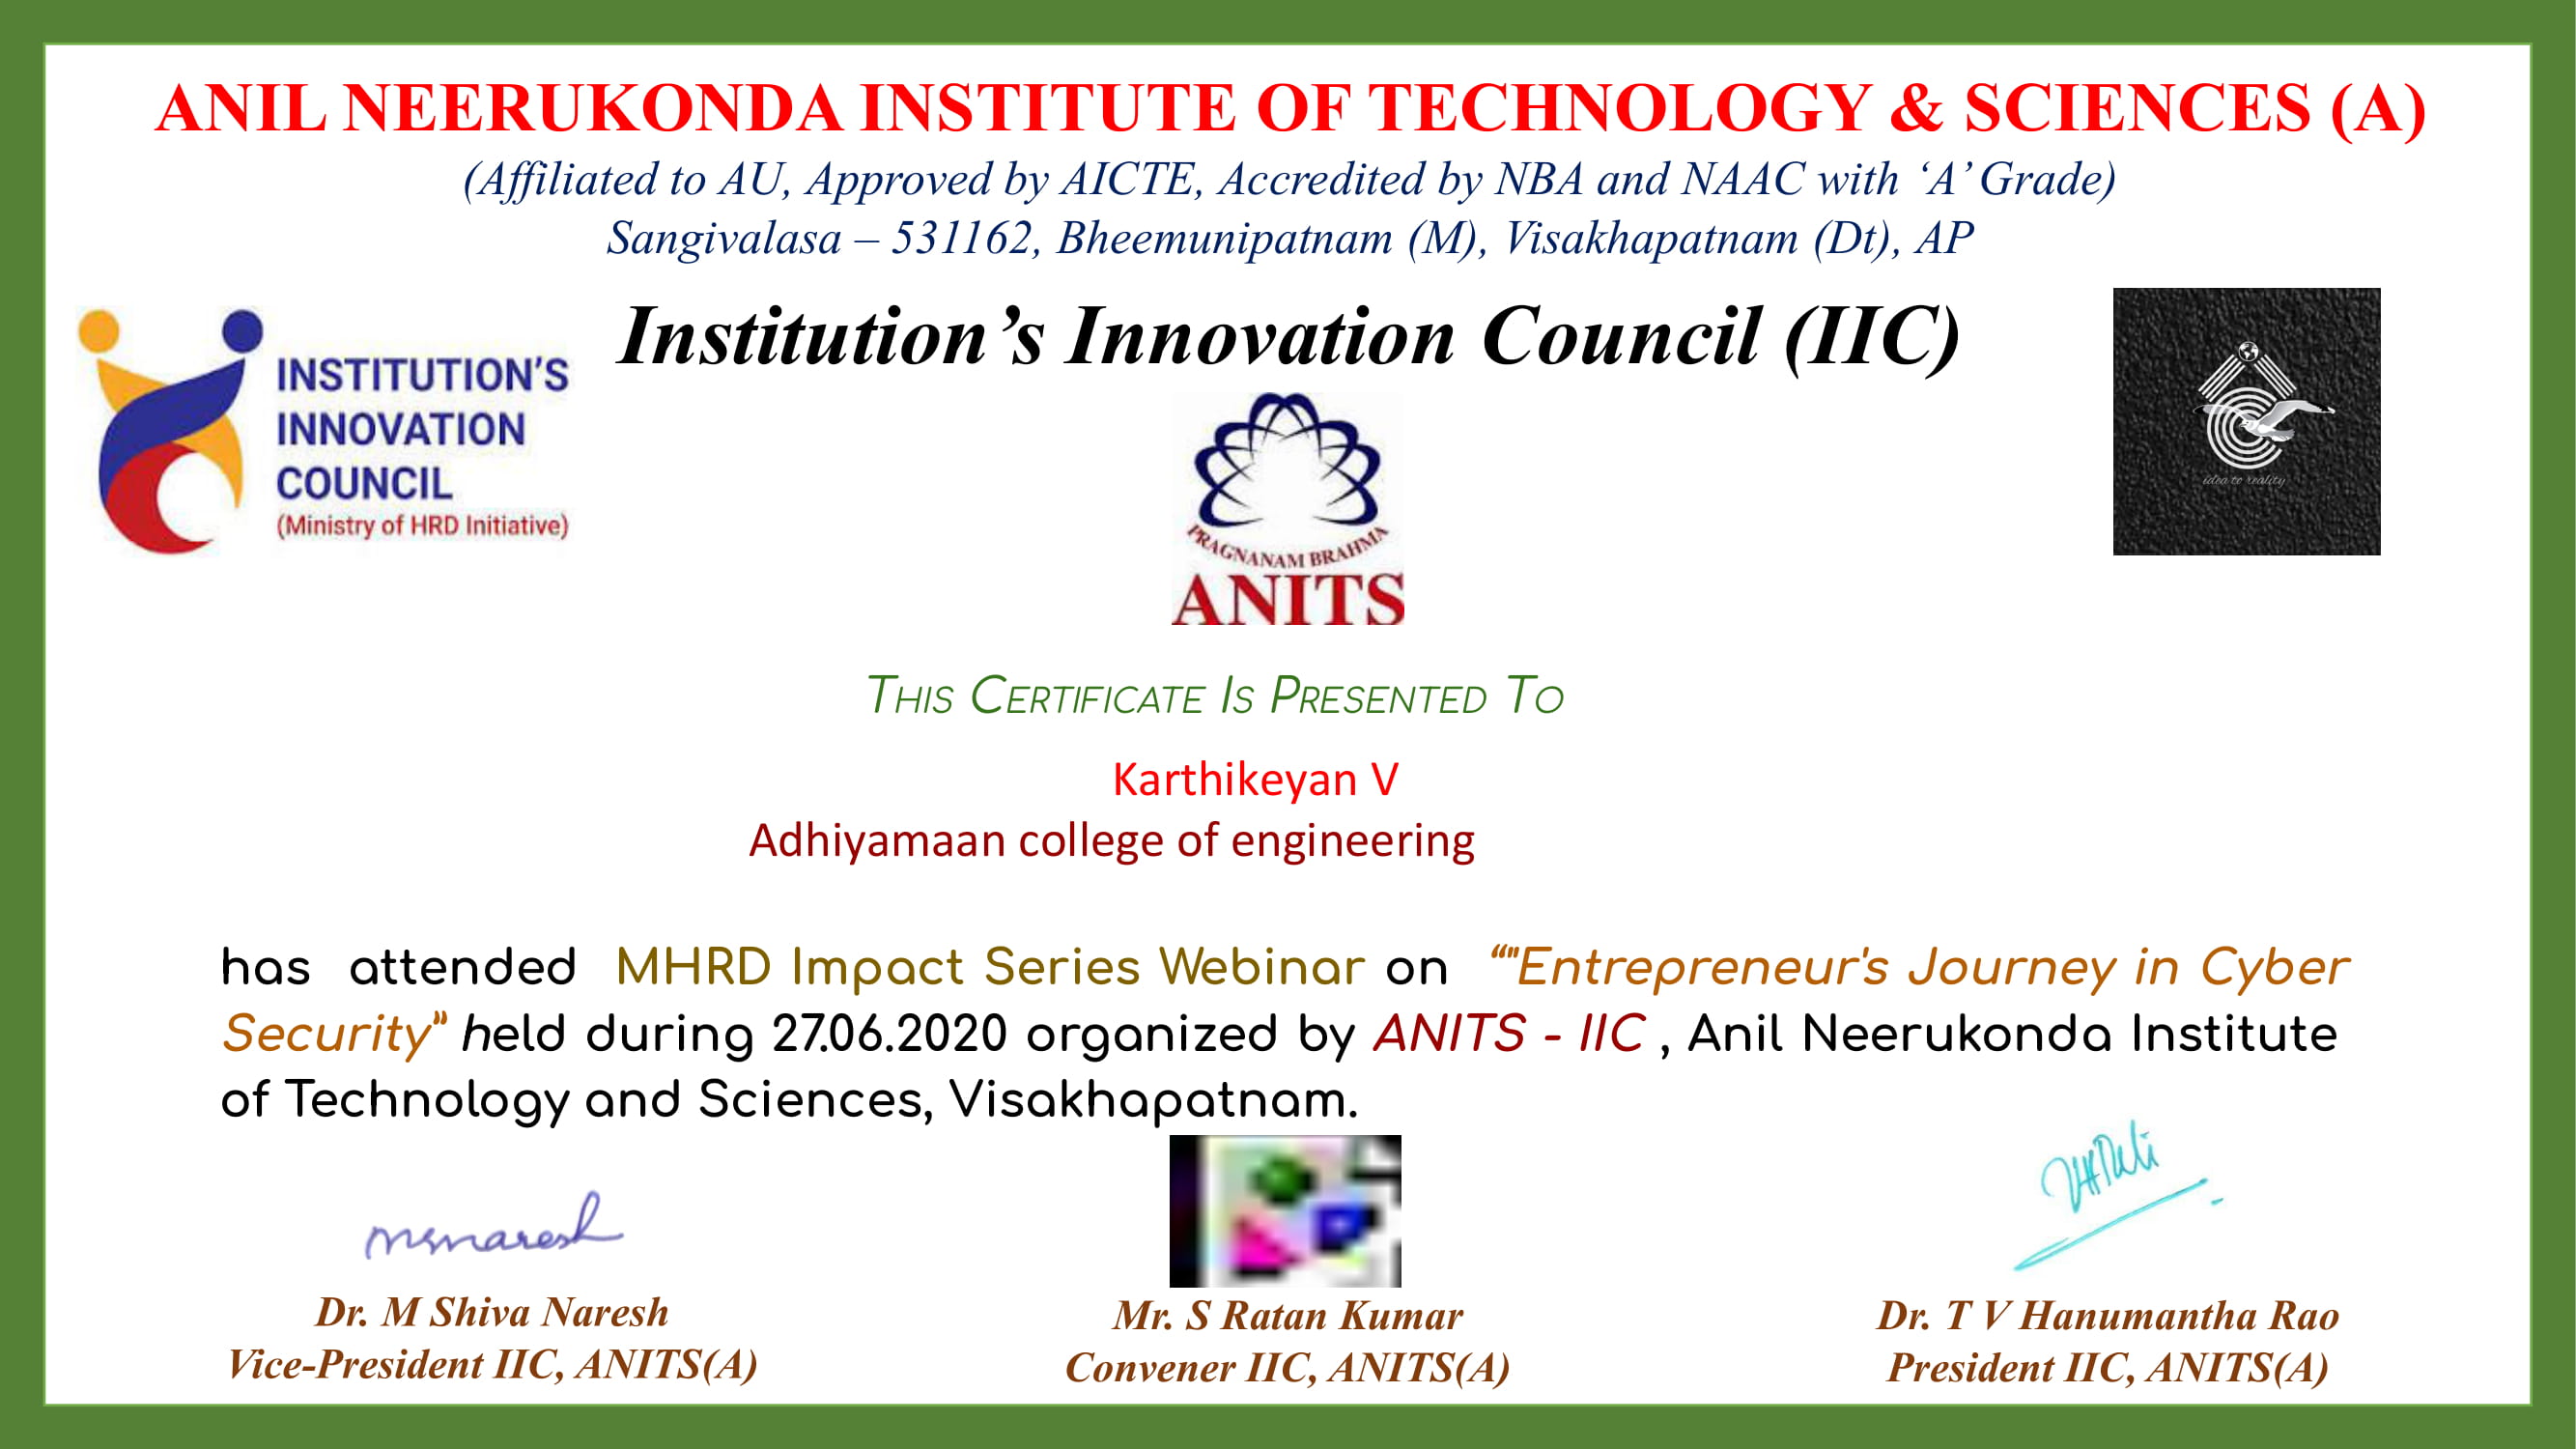 ANIL NEERUKONDA INSTITUTE OF TECHNOLOGY & SCIENCES (A)
(Affiliated to AU, Approved by AICTE, Accredited by NBA and NAAC with ‘A’ Grade)
Sangivalasa – 531162, Bheemunipatnam (M), Visakhapatnam (Dt), AP
Institution’s Innovation Council (IIC)
INSTITUTION’S
INNOVATION
COUNCIL
(Ministry of HRD Initiative)
PRAGNANAM BRAHMA
ANITS
idea to reality
THIS CERTIFICATE IS PRESENTED TO
Karthikeyan V
Adhiyamaan college of engineering
has attended MHRD Impact Series Webinar on “"Entrepreneur's Journey in Cyber
Security” held during 27.06.2020 organized by ANITS - IIC , Anil Neerukonda Institute
of Technology and Sciences, Visakhapatnam.
msnaresh
Dr. M Shiva Naresh
Vice-President IIC, ANITS(A)
Mr. S Ratan Kumar
Convener IIC, ANITS(A)
Dr. T V Hanumantha Rao
President IIC, ANITS(A)